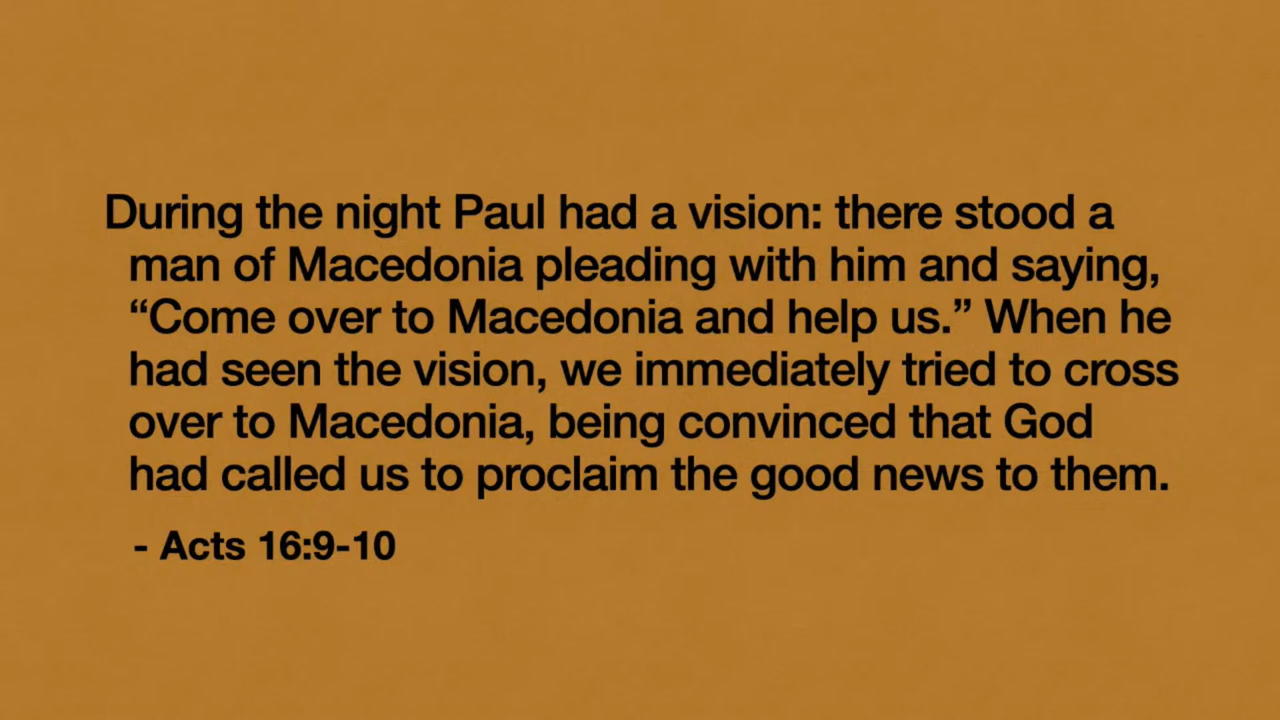 During the night Paul had a vision: there stood a
man of Macedonia pleading with him and saying,
“Come over to Macedonia and help us.” When he
had seen the vision, we immediately tried to cross
over to Macedonia, being convinced that God
had called us to proclaim the good news to them.
- Acts 16:9-10